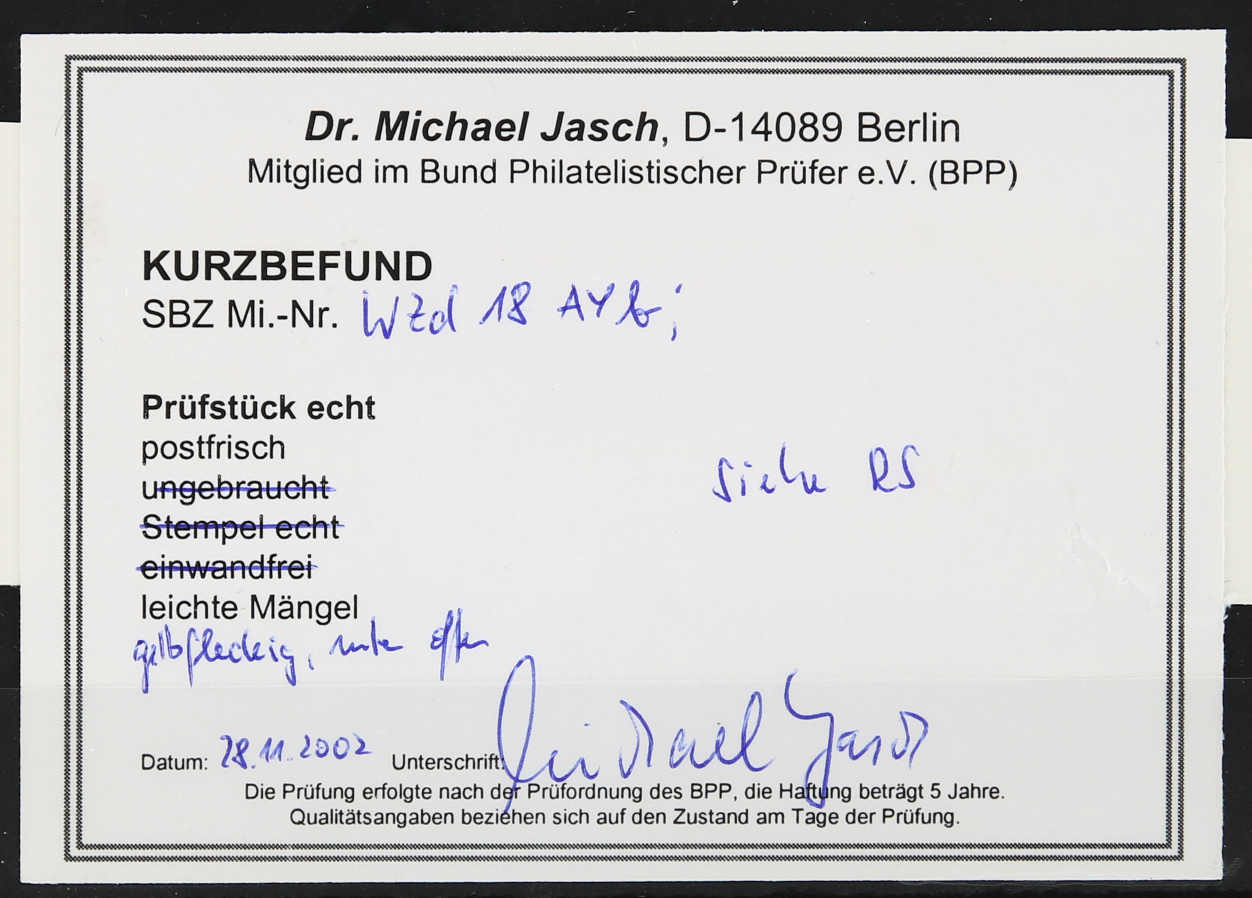 Dr. Michael Jasch, D-14089 Berlin
Mitglied im Bund Philatelistischer Prüfer e.V. (BPP)
KURZBEFUND
SBZ Mi.-Nr. WZd 18 AYb;
Prüfstück echt
postfrisch
ungebraucht
siehe RS
Stempel echt
einwandfrei
leichte Mängel
gelbfleckig, offen
Datum: 28.11.2002 Unterschrift: Michael Jasch
Die Prüfung erfolgte nach der Prüfordnung des BPP, die Haftung beträgt 5 Jahre.
Qualitätsangaben beziehen sich auf den Zustand am Tage der Prüfung.